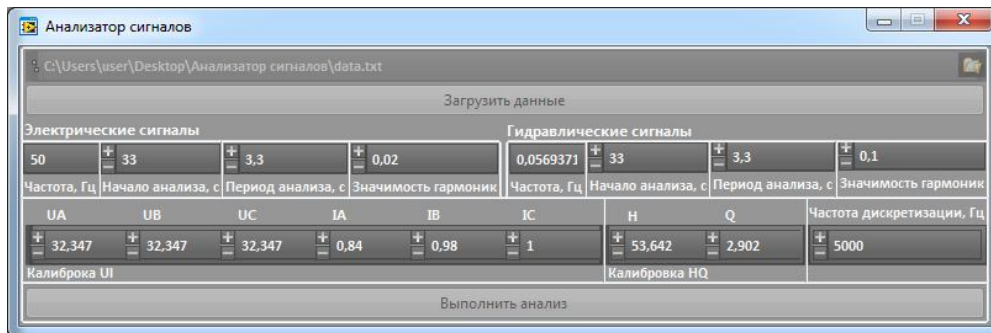 Анализатор сигналов
C:\Users\user\Desktop\Анализатор сигналов\data.txt
Загрузить данные
Электрические сигналы Гидравлические сигналы
50 33 3,3 0,02 0,0569371 33 3,3 0,1
Частота, Гц Начало анализа, с Период анализа, с Значимость гармоник Частота, Гц Начало анализа, с Период анализа, с Значимость гармоник
UA UB UC IA IB IC H Q Частота дискретизации, Гц
32,347 32,347 32,347 0,84 0,98 1 53,642 2,902 5000
Калиброка UI Калибровка HQ
Выполнить анализ